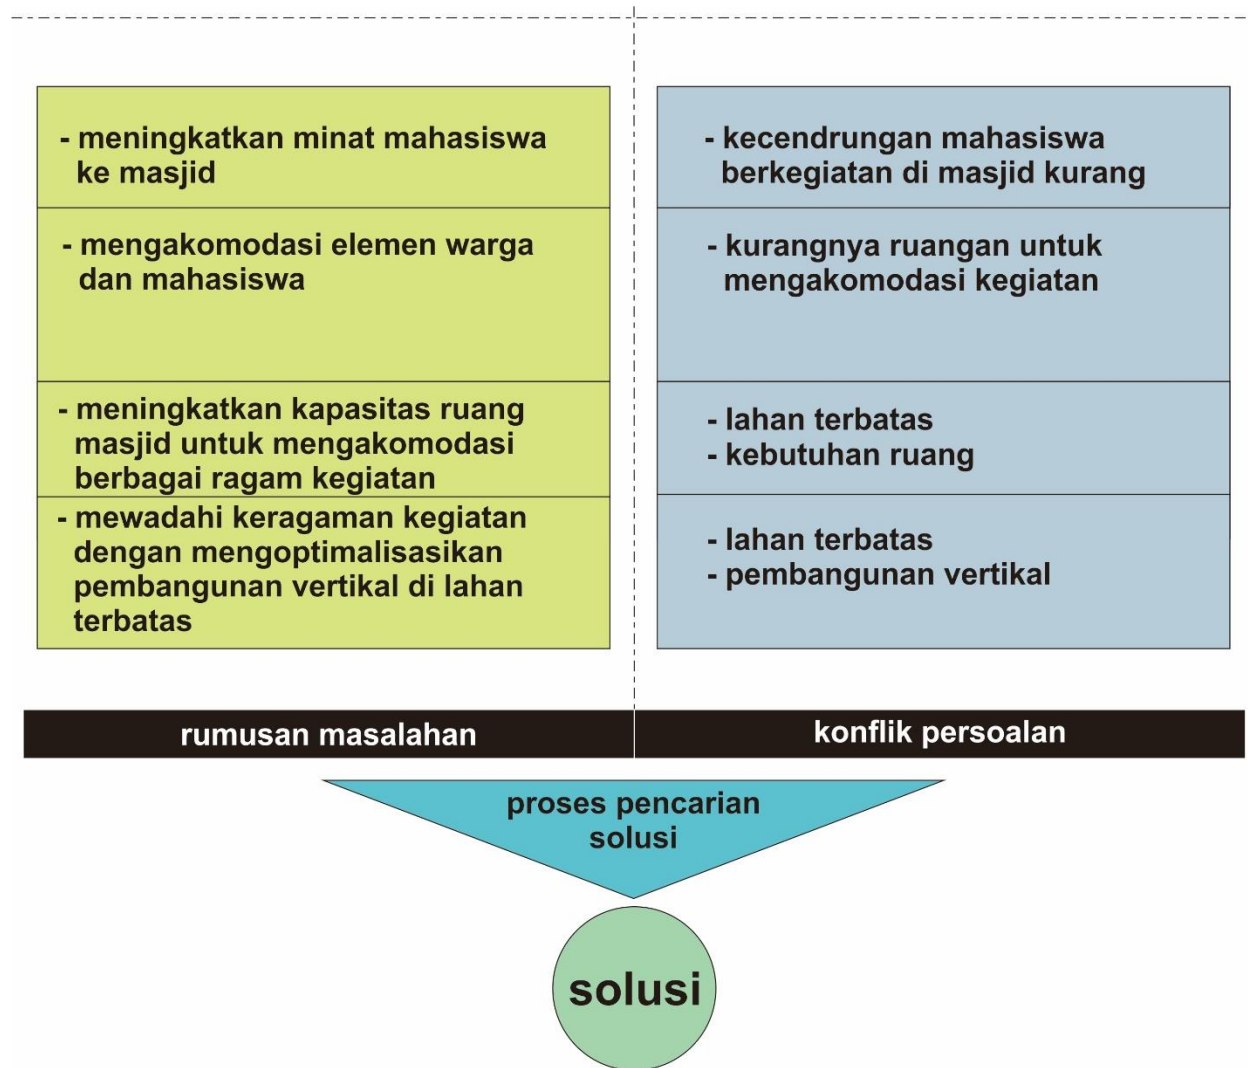 - meningkatkan minat mahasiswa
ke masjid
- mengakomodasi elemen warga
dan mahasiswa
- meningkatkan kapasitas ruang
masjid untuk mengakomodasi
berbagai ragam kegiatan
- mewadahi keragaman kegiatan
dengan mengoptimalisasikan
pembangunan vertikal di lahan
terbatas
- kecendrungan mahasiswa
berkegiatan di masjid kurang
- kurangnya ruangan untuk
mengakomodasi kegiatan
- lahan terbatas
- kebutuhan ruang
- lahan terbatas
- pembangunan vertikal
rumusan masalahan
konflik persoalan
proses pencarian
solusi
solusi